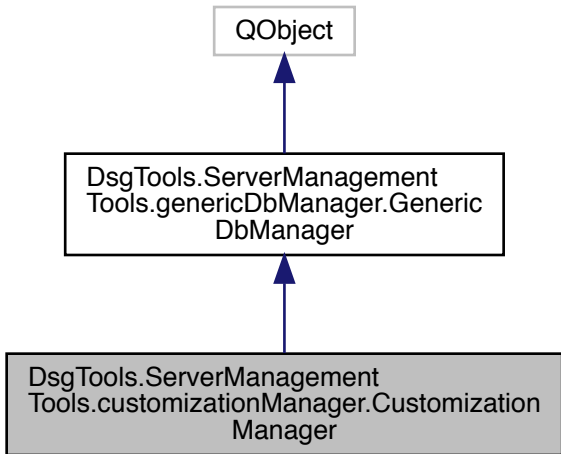 QObject
DsgTools.ServerManagement
Tools.genericDbManager.Generic
DbManager
DsgTools.ServerManagement
Tools.customizationManager.Customization
Manager